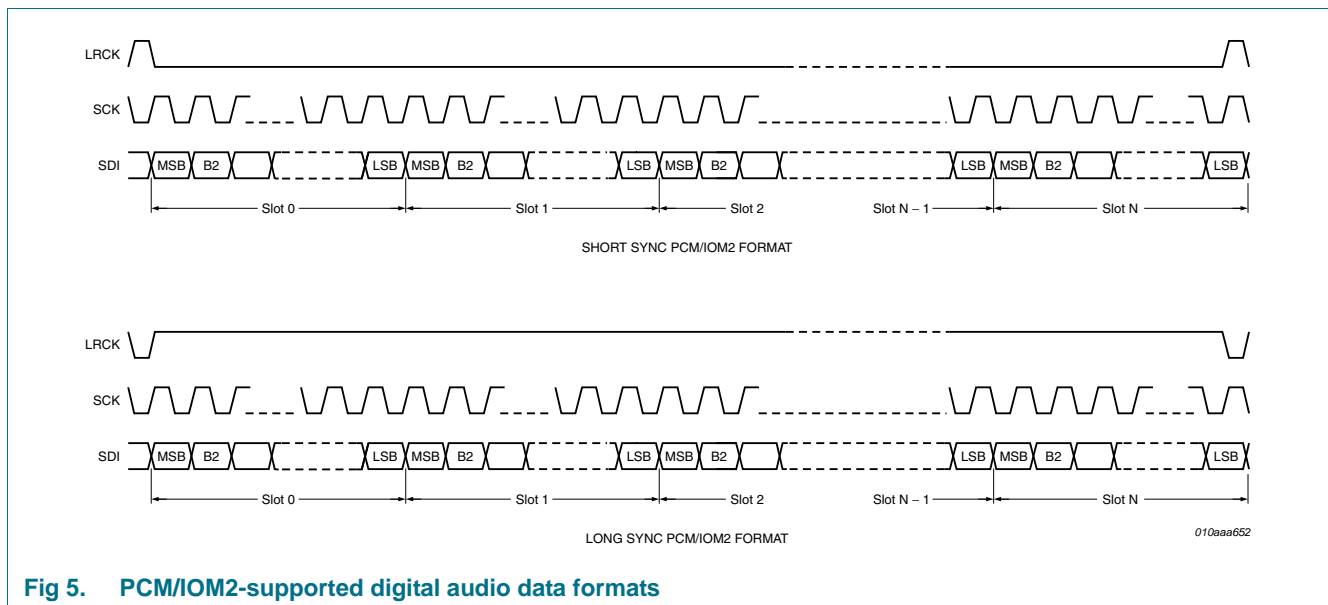 LRCK
SCK
SDI MSB B2 LSB MSB B2 LSB MSB B2 LSB MSB B2 LSB
Slot 0 Slot 1 Slot 2 Slot N − 1 Slot N
SHORT SYNC PCM/IOM2 FORMAT
LRCK
SCK
SDI MSB B2 LSB MSB B2 LSB MSB B2 LSB MSB B2 LSB
Slot 0 Slot 1 Slot 2 Slot N − 1 Slot N
LONG SYNC PCM/IOM2 FORMAT
010aaa652
Fig 5. PCM/IOM2-supported digital audio data formats